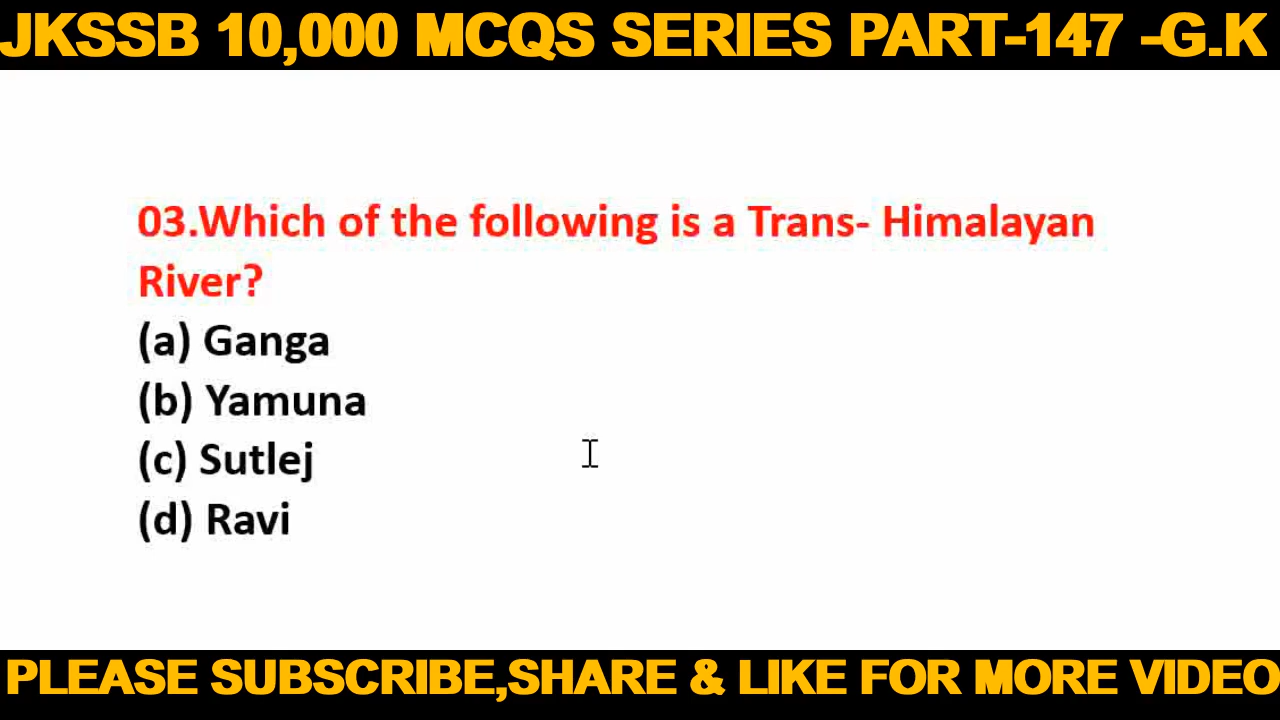 JKSSB 10,000 MCQS SERIES PART-147 -G.K
03.Which of the following is a Trans- Himalayan
River?
(a) Ganga
(b) Yamuna
(c) Sutlej
(d) Ravi
PLEASE SUBSCRIBE,SHARE & LIKE FOR MORE VIDEO